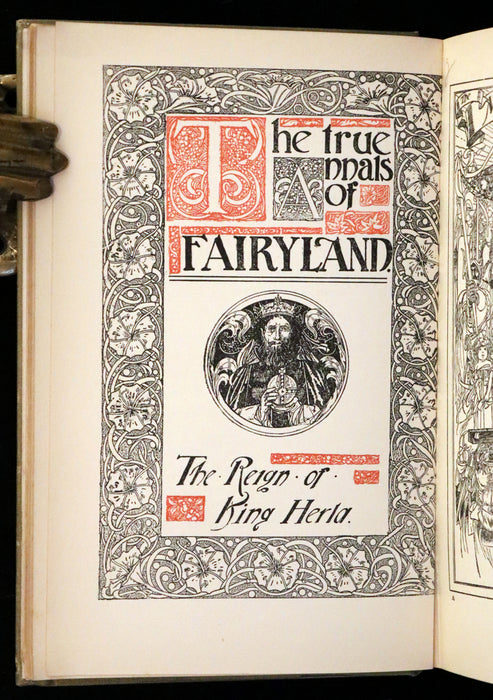 The true
Annals
of
FAIRYLAND.
The · Reign · of ·
King Herla.